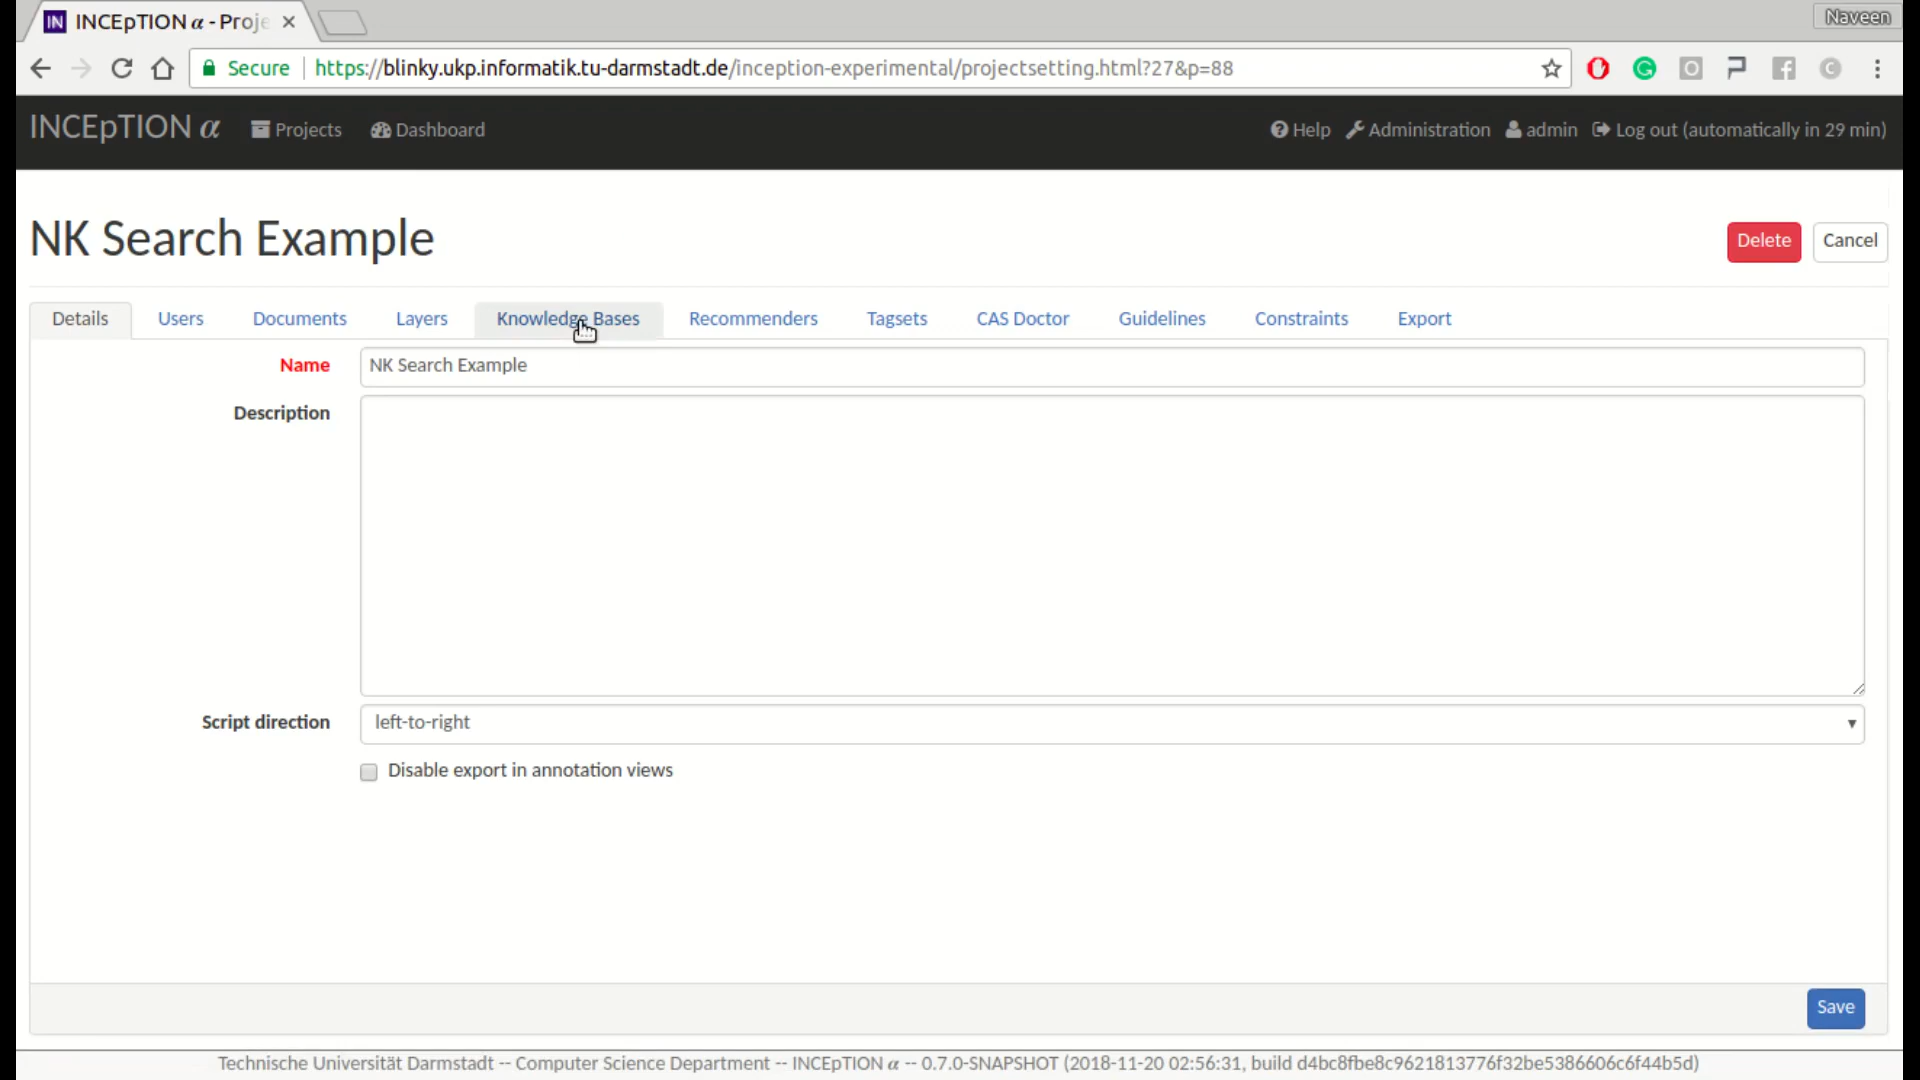 INCEpTION α - Proje
Naveen
Secure https://blinky.ukp.informatik.tu-darmstadt.de/inception-experimental/projectsetting.html?27&p=88
INCEpTION α Projects Dashboard Help Administration admin Log out (automatically in 29 min)
NK Search Example
Delete Cancel
Details Users Documents Layers Knowledge Bases Recommenders Tagsets CAS Doctor Guidelines Constraints Export
Name NK Search Example
Description
Script direction left-to-right
Disable export in annotation views
Save
Technische Universität Darmstadt -- Computer Science Department -- INCEpTION α -- 0.7.0-SNAPSHOT (2018-11-20 02:56:31, build d4bc8fbe8c9621813776f32be5386606c6f44b5d)